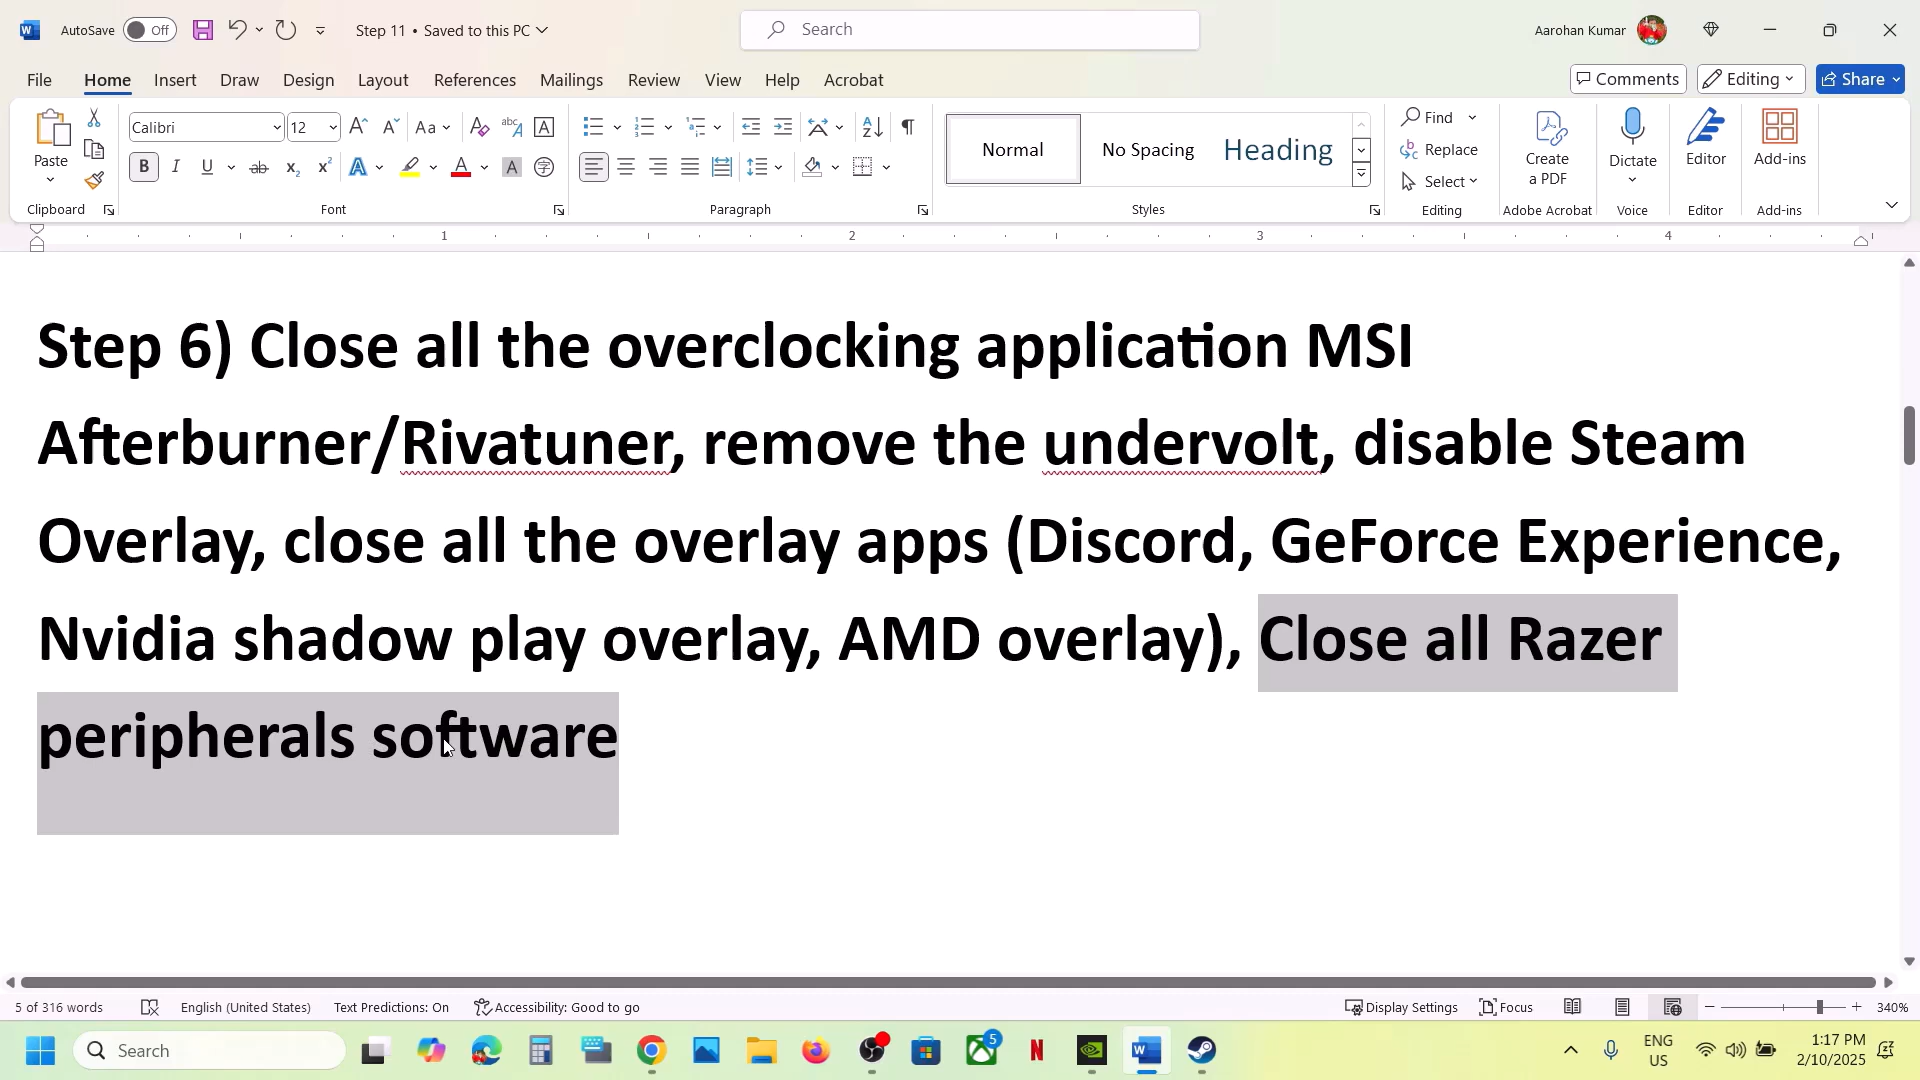 AutoSave Off Step 11 • Saved to this PC Search Aarohan Kumar
File Home Insert Draw Design Layout References Mailings Review View Help Acrobat Comments Editing Share
Paste Calibri 12 Aa Normal No Spacing Heading Find Replace Select Create a PDF Dictate Editor Add-ins
Clipboard Font Paragraph Styles Editing Adobe Acrobat Voice Editor Add-ins
1 2 3 4
Step 6) Close all the overclocking application MSI
Afterburner/Rivatuner, remove the undervolt, disable Steam
Overlay, close all the overlay apps (Discord, GeForce Experience,
Nvidia shadow play overlay, AMD overlay), Close all Razer
peripherals software
5 of 316 words English (United States) Text Predictions: On Accessibility: Good to go Display Settings Focus 340%
Search 5 ENG 1:17 PM
US 2/10/2025